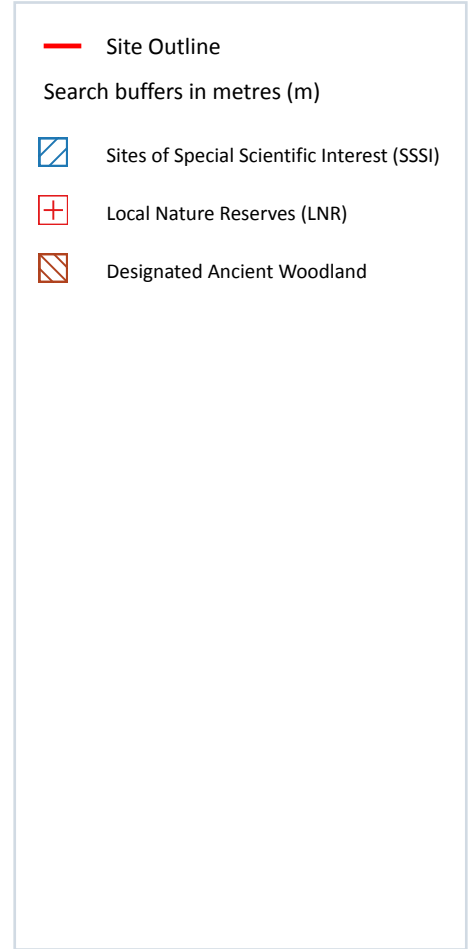 Site Outline
Search buffers in metres (m)
Sites of Special Scientific Interest (SSSI)
Local Nature Reserves (LNR)
Designated Ancient Woodland